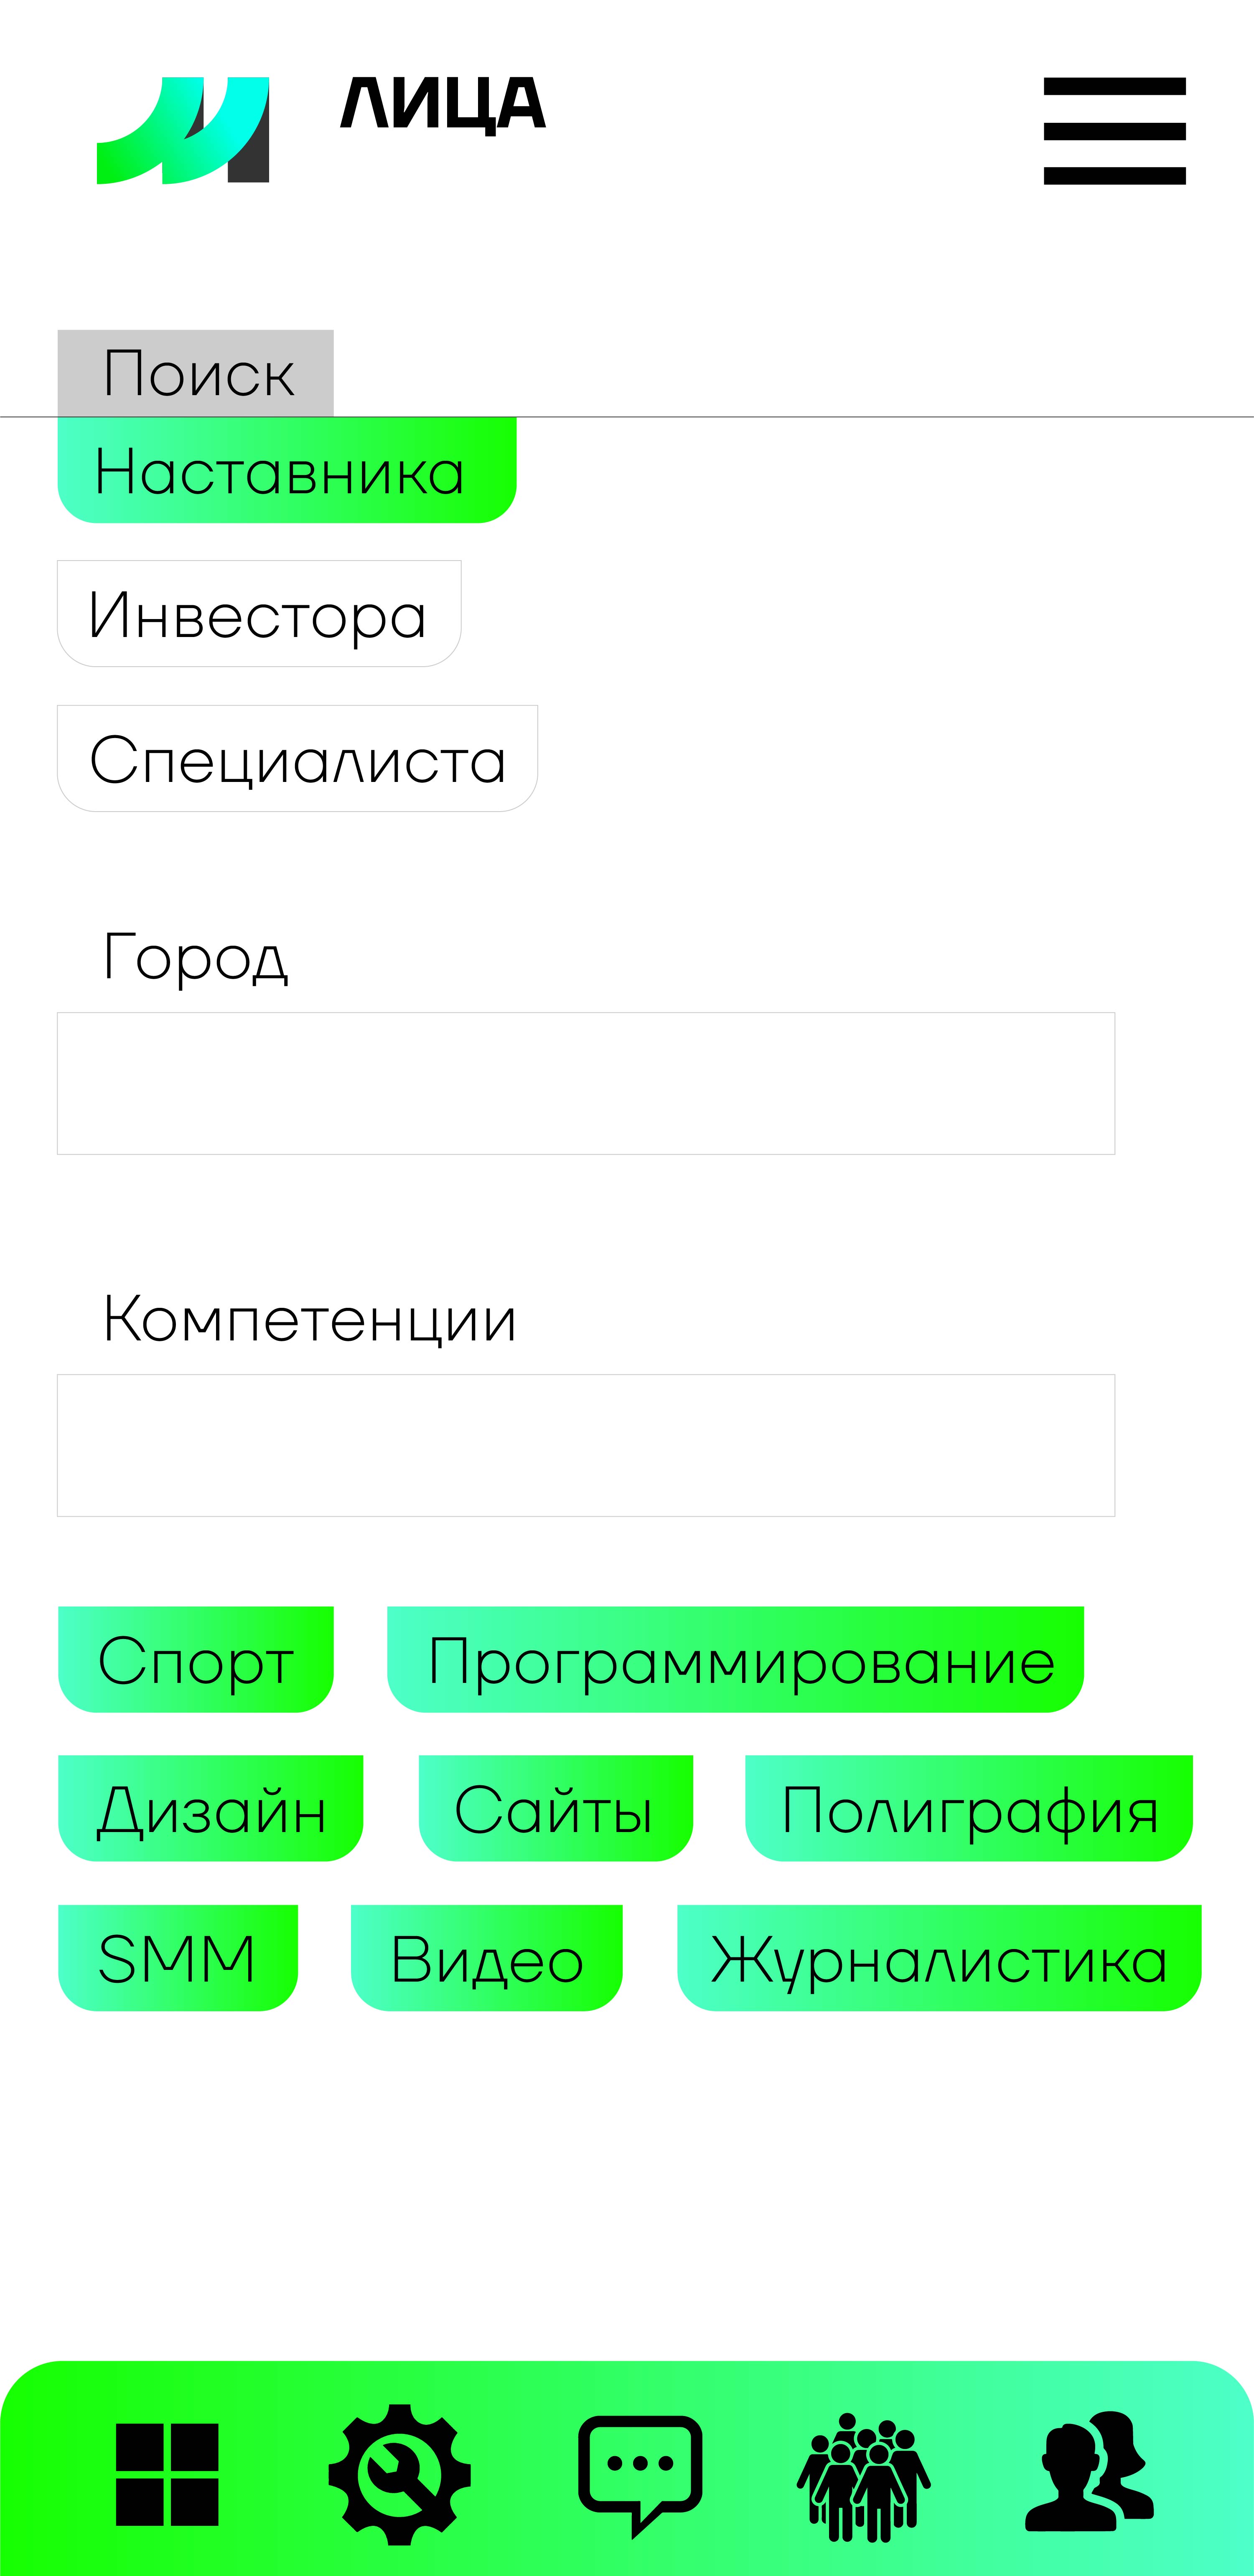 ЛИЦА
Поиск
Наставника
Инвестора
Специалиста
Город
Компетенции
Спорт Программирование
Дизайн Сайты Полиграфия
SMM Видео Журналистика